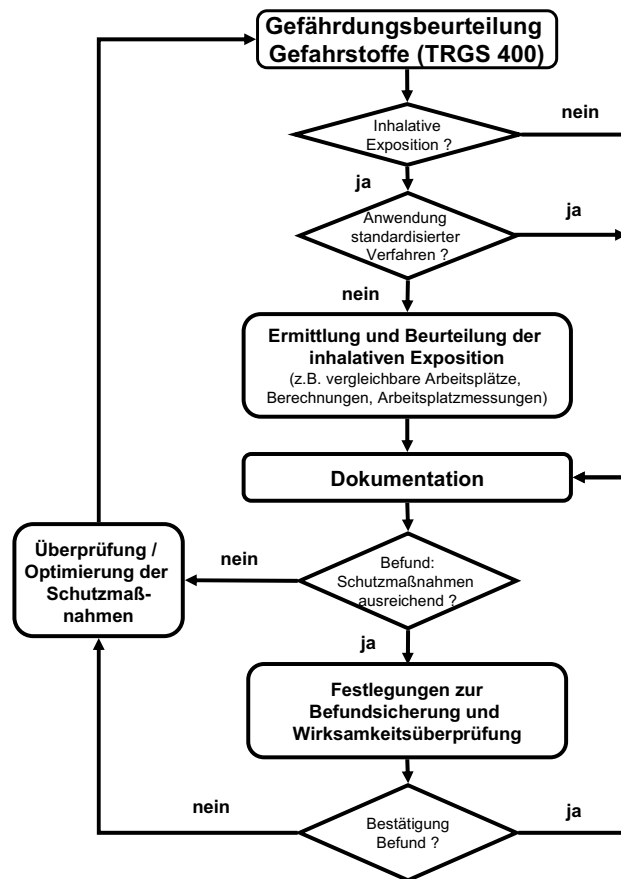 Gefährdungsbeurteilung
Gefahrstoffe (TRGS 400)
Inhalative
Exposition ?
nein
ja
Anwendung
standardisierter
Verfahren ?
ja
nein
Ermittlung und Beurteilung der
inhalativen Exposition
(z.B. vergleichbare Arbeitsplätze,
Berechnungen, Arbeitsplatzmessungen)
Dokumentation
Befund:
Schutzmaßnahmen
ausreichend ?
nein
Überprüfung /
Optimierung der
Schutzmaß-
nahmen
ja
Festlegungen zur
Befundsicherung und
Wirksamkeitsüberprüfung
nein
Bestätigung
Befund ?
ja